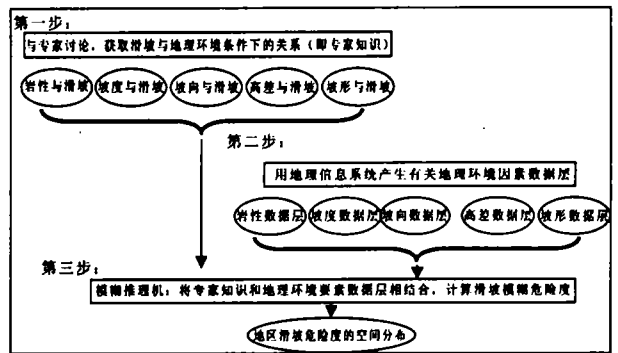 第一步：
与专家讨论，获取滑坡与地理环境条件下的关系（即专家知识）
岩性与滑坡 坡度与滑坡 坡向与滑坡 高差与滑坡 坡形与滑坡
第二步：
用地理信息系统产生有关地理环境因素数据层
岩性数据层 坡度数据层 坡向数据层 高差数据层 坡形数据层
第三步：
模糊推理机：将专家知识和地理环境要素数据层相结合，计算滑坡模糊危险度
地区滑坡危险度的空间分布